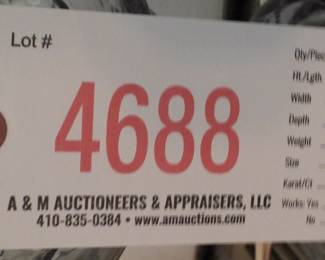 Lot #
4688
A & M AUCTIONEERS & APPRAISERS, LLC
410-835-0384 • www.amauctions.com
Qty/Piec
Ht./Lgth
Width
Depth
Weight
Size
Karat/Ct
Works: Yes
No